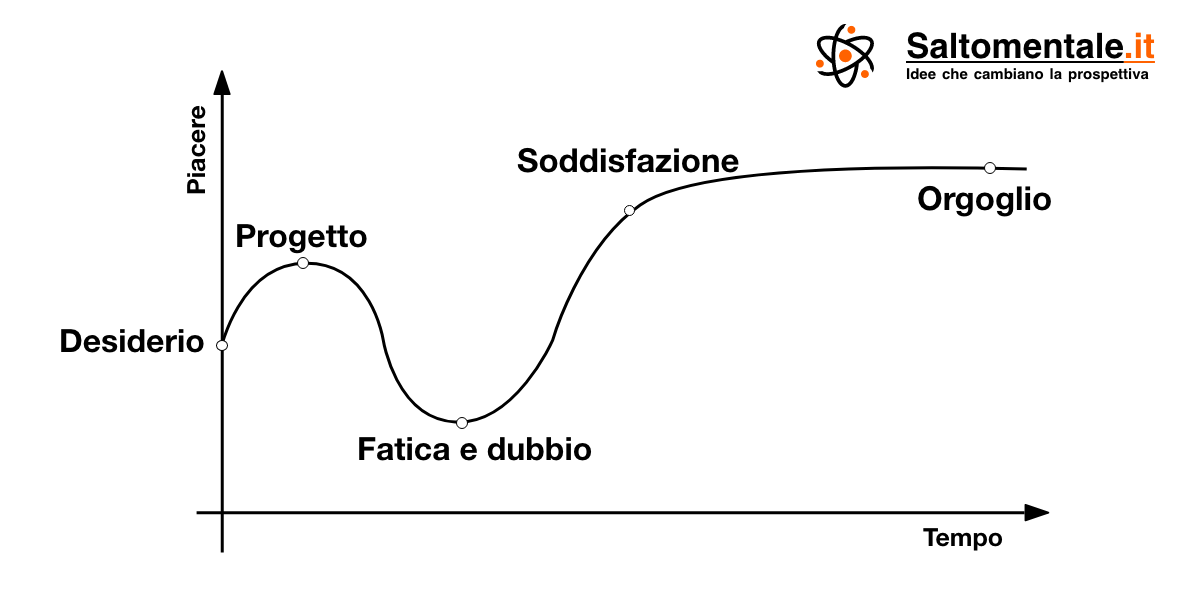 Saltomentale.it
Idee che cambiano la prospettiva
Piacere
Soddisfazione
Orgoglio
Progetto
Desiderio
Fatica e dubbio
Tempo